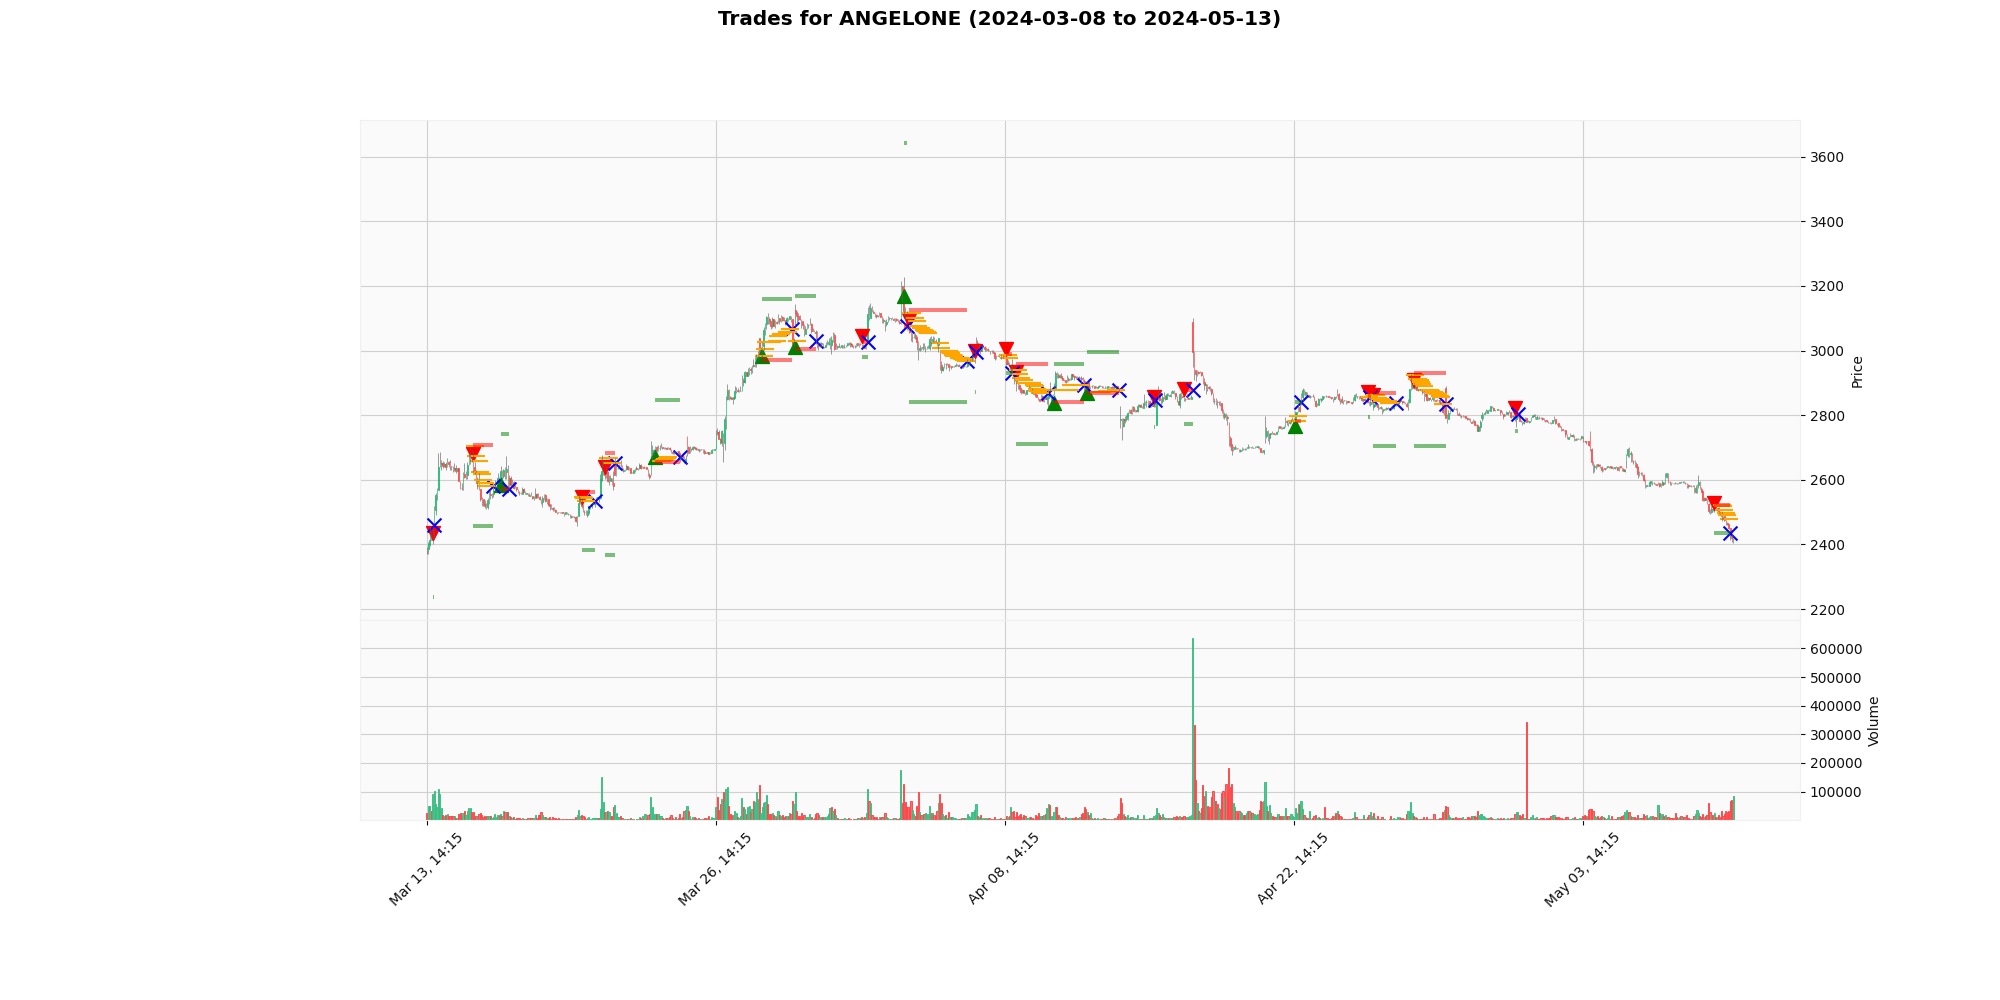 Trades for ANGELONE (2024-03-08 to 2024-05-13)
3600
3400
3200
3000
2800
2600
2400
2200
Price
600000
500000
400000
300000
200000
100000
Volume
Mar 13, 14:15
Mar 26, 14:15
Apr 08, 14:15
Apr 22, 14:15
May 03, 14:15